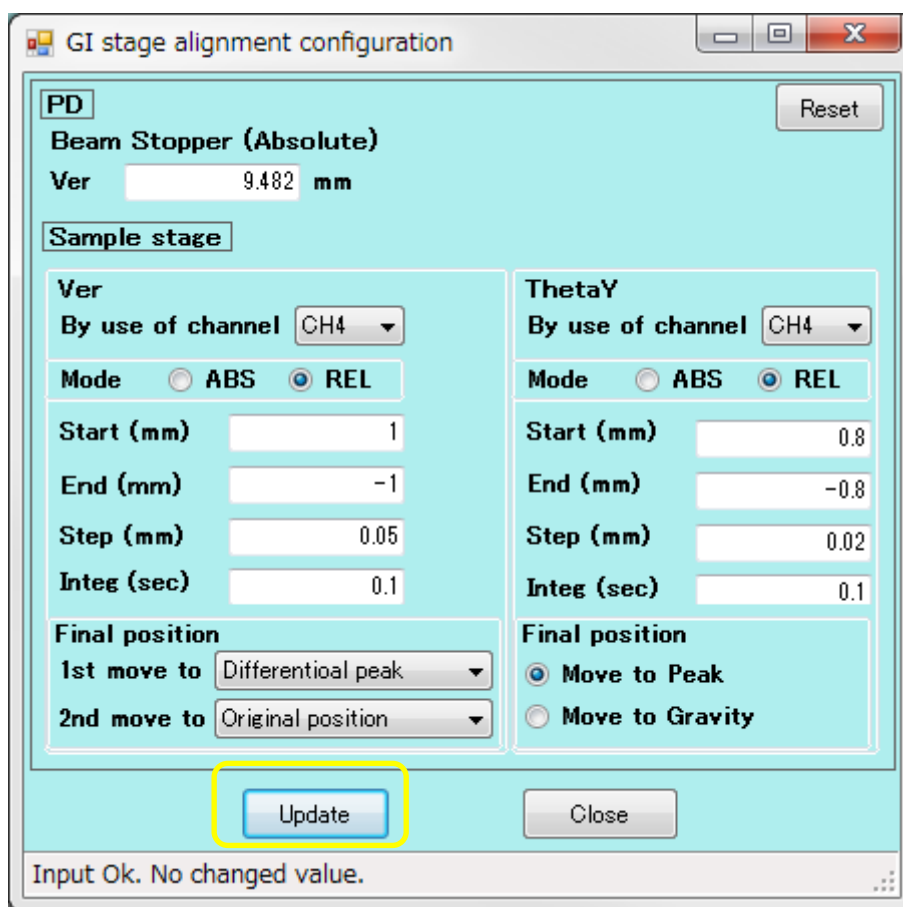 GI stage alignment configuration
PD
Reset
Beam Stopper (Absolute)
Ver 9.482 mm
Sample stage
Ver
By use of channel CH4
Mode ABS REL
Start (mm) 1
End (mm) -1
Step (mm) 0.05
Integ (sec) 0.1
Final position
1st move to Differentioal peak
2nd move to Original position
ThetaY
By use of channel CH4
Mode ABS REL
Start (mm) 0.8
End (mm) -0.8
Step (mm) 0.02
Integ (sec) 0.1
Final position
Move to Peak
Move to Gravity
Update Close
Input Ok. No changed value.